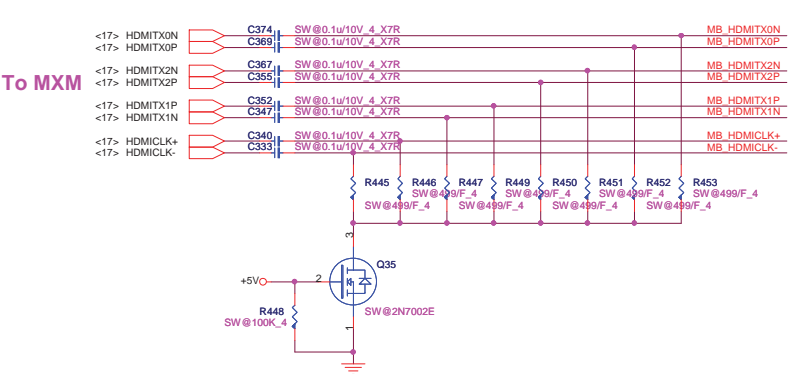 <17> HDMITX0N C374 SW@0.1u/10V_4_X7R MB_HDMITX0N
<17> HDMITX0P C369 SW@0.1u/10V_4_X7R MB_HDMITX0P
<17> HDMITX2N C367 SW@0.1u/10V_4_X7R MB_HDMITX2N
To MXM
<17> HDMITX2P C355 SW@0.1u/10V_4_X7R MB_HDMITX2P
<17> HDMITX1P C352 SW@0.1u/10V_4_X7R MB_HDMITX1P
<17> HDMITX1N C347 SW@0.1u/10V_4_X7R MB_HDMITX1N
<17> HDMICLK+ C340 SW@0.1u/10V_4_X7R MB_HDMICLK+
<17> HDMICLK- C333 SW@0.1u/10V_4_X7R MB_HDMICLK-
R445 R446 R447 R449 R450 R451 R452 R453
SW@499/F_4 SW@499/F_4 SW@499/F_4 SW@499/F_4
SW@499/F_4 SW@499/F_4 SW@499/F_4 SW@499/F_4
3
Q35
+5V 2
R448 SW@2N7002E
SW@100K_4
1